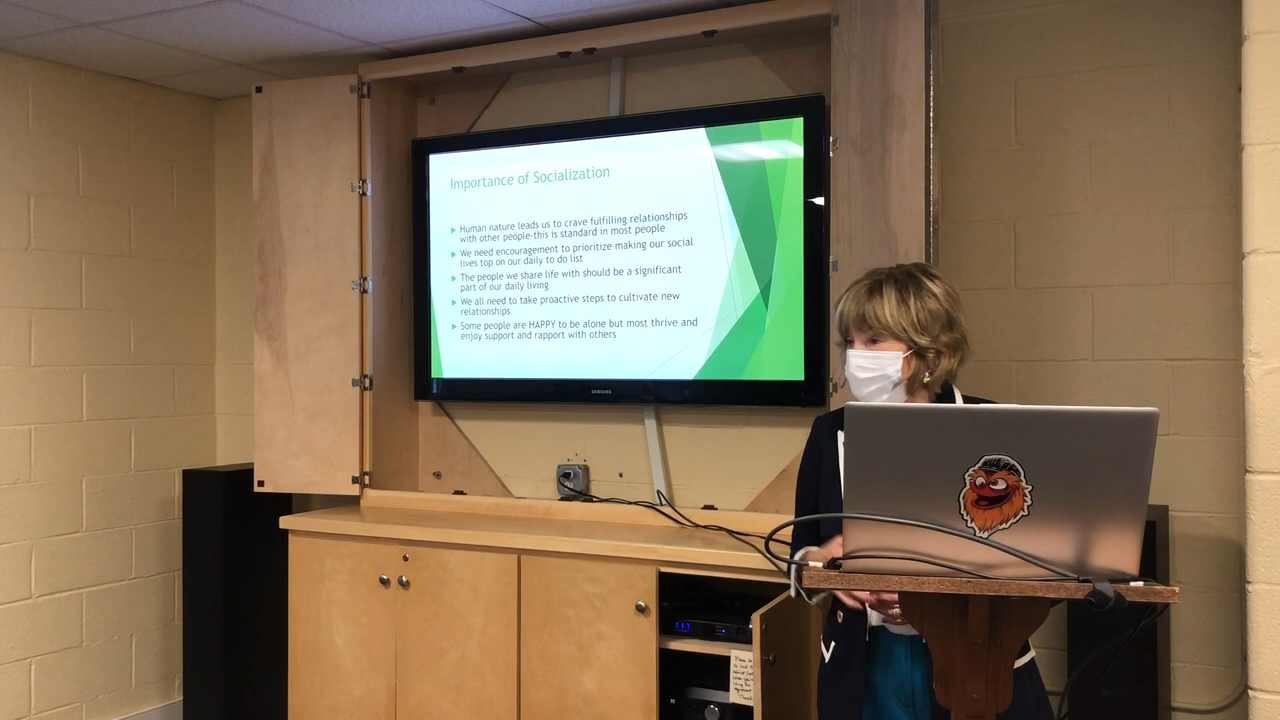 Importance of Socialization
Human nature leads us to crave fulfilling relationships
with other people-this is standard in most people
We need encouragement to prioritize making our social
lives top on our daily to do list
The people we share life with should be a significant
part of our daily living
We all need to take proactive steps to cultivate new
relationships
Some people are HAPPY to be alone but most thrive and
enjoy support and rapport with others
SAMSUNG